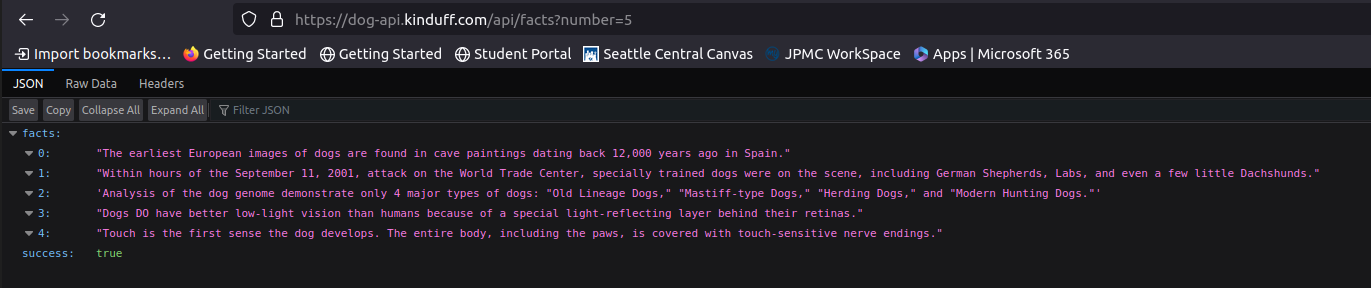 https://dog-api.kinduff.com/api/facts?number=5
Import bookmarks… Getting Started Getting Started Student Portal Seattle Central Canvas JPMC WorkSpace Apps | Microsoft 365
JSON Raw Data Headers
Save Copy Collapse All Expand All Filter JSON
facts:
0: "The earliest European images of dogs are found in cave paintings dating back 12,000 years ago in Spain."
1: "Within hours of the September 11, 2001, attack on the World Trade Center, specially trained dogs were on the scene, including German Shepherds, Labs, and even a few little Dachshunds."
2: 'Analysis of the dog genome demonstrate only 4 major types of dogs: "Old Lineage Dogs," "Mastiff-type Dogs," "Herding Dogs," and "Modern Hunting Dogs."'
3: "Dogs DO have better low-light vision than humans because of a special light-reflecting layer behind their retinas."
4: "Touch is the first sense the dog develops. The entire body, including the paws, is covered with touch-sensitive nerve endings."
success: true